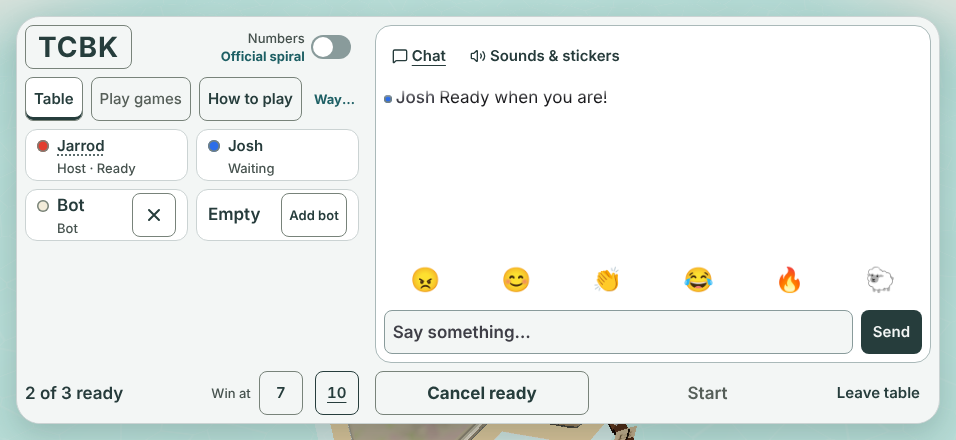 TCBK
Numbers
Official spiral
Table
Play games
How to play
Way...
Jarrod
Host · Ready
Josh
Waiting
Bot
Bot
Empty
Add bot
2 of 3 ready
Win at
7
10
Chat
Sounds & stickers
Josh Ready when you are!
Say something...
Send
Cancel ready
Start
Leave table